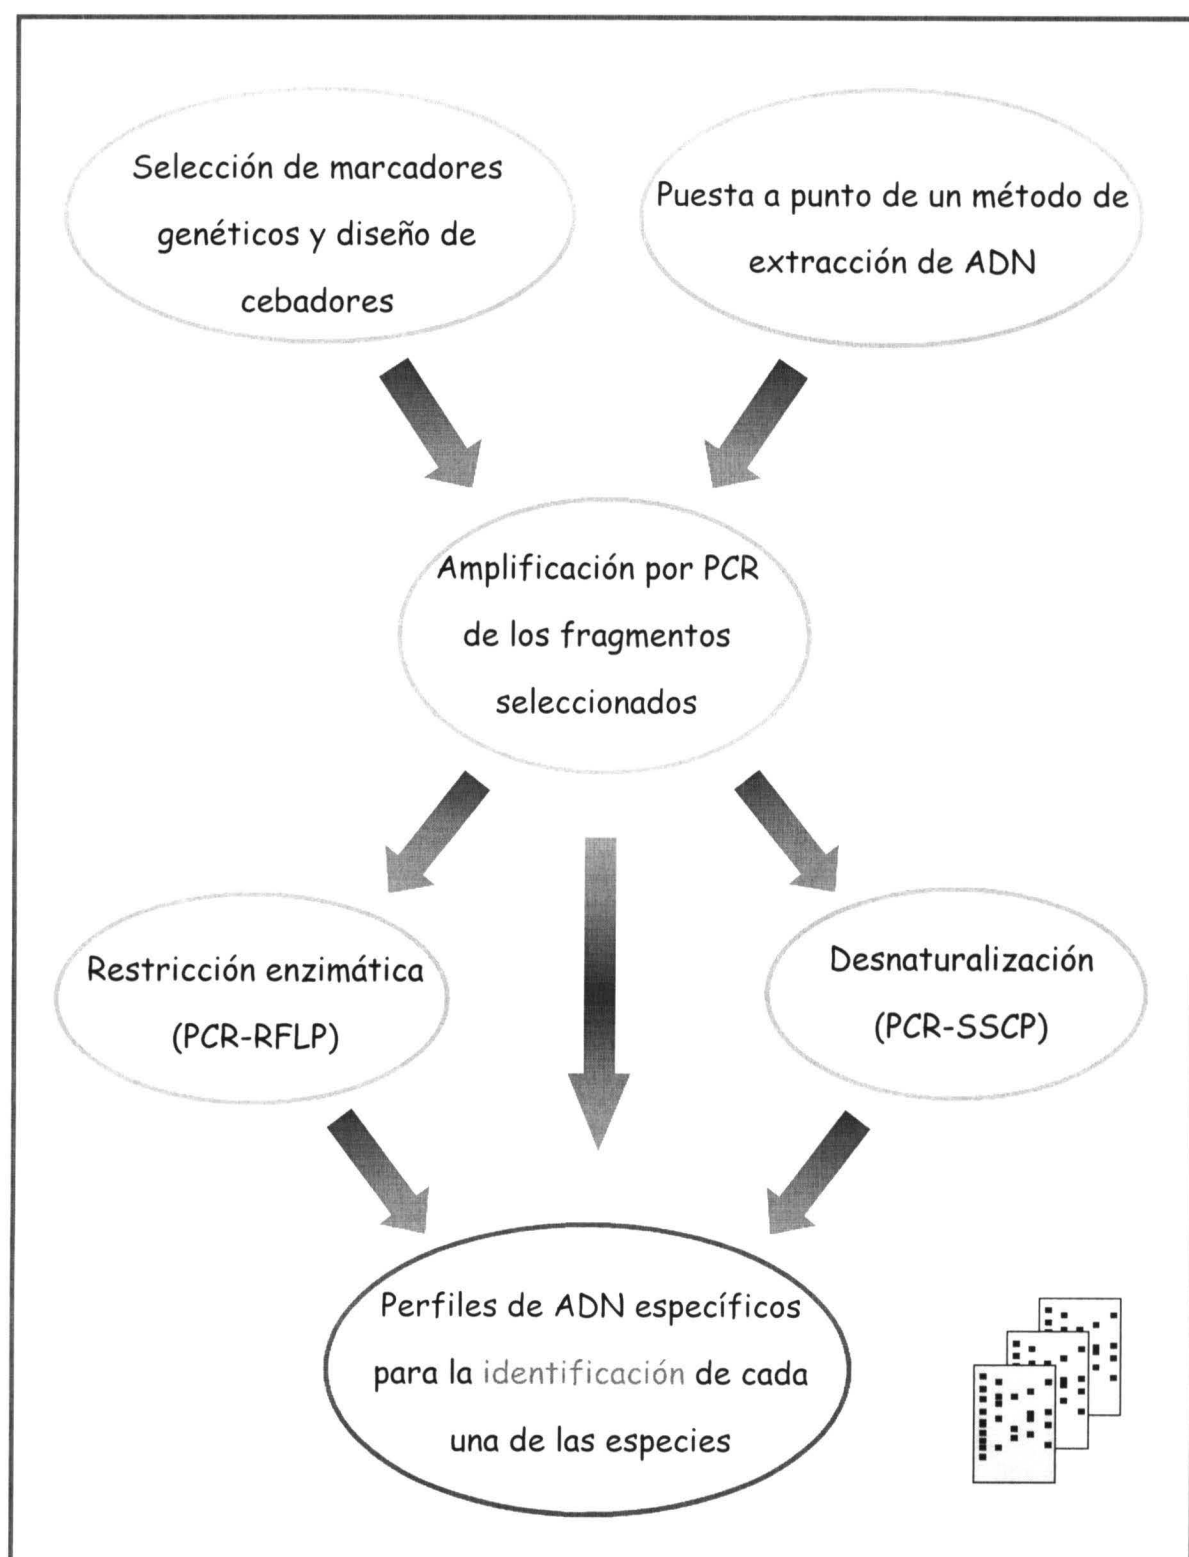 Selección de marcadores
genéticos y diseño de
cebadores
Puesta a punto de un método de
extracción de ADN
Amplificación por PCR
de los fragmentos
seleccionados
Restricción enzimática
(PCR-RFLP)
Desnaturalización
(PCR-SSCP)
Perfiles de ADN específicos
para la identificación de cada
una de las especies